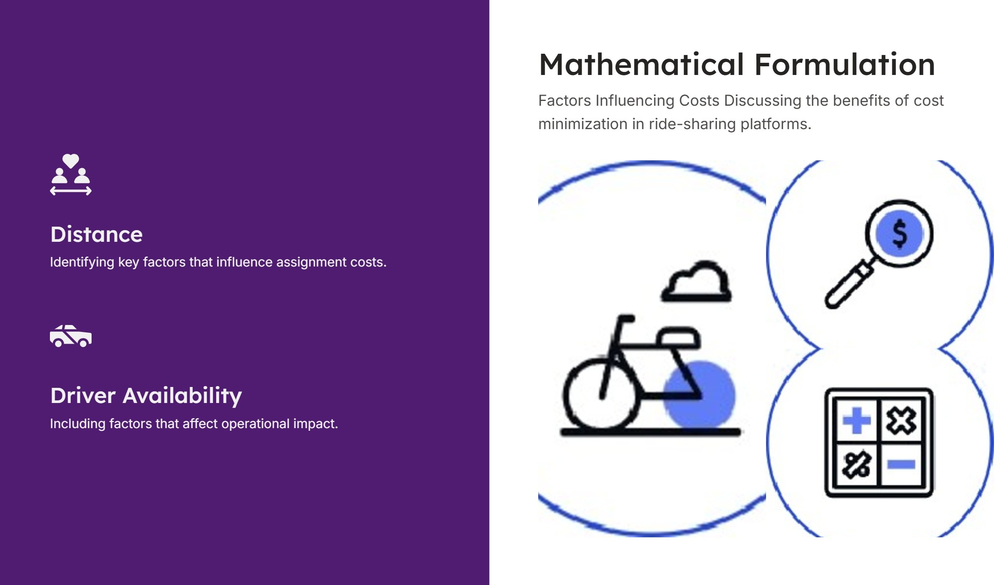 Mathematical Formulation
Factors Influencing Costs Discussing the benefits of cost
minimization in ride-sharing platforms.
Distance
Identifying key factors that influence assignment costs.
Driver Availability
Including factors that affect operational impact.
$